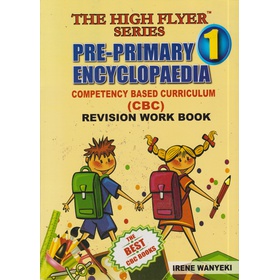 THE HIGH FLYER™
SERIES
PRE-PRIMARY 1
ENCYCLOPAEDIA
COMPETENCY BASED CURRICULUM
(CBC)
REVISION WORK BOOK
THE
BEST
CBC BOOKS
IRENE WANYEKI